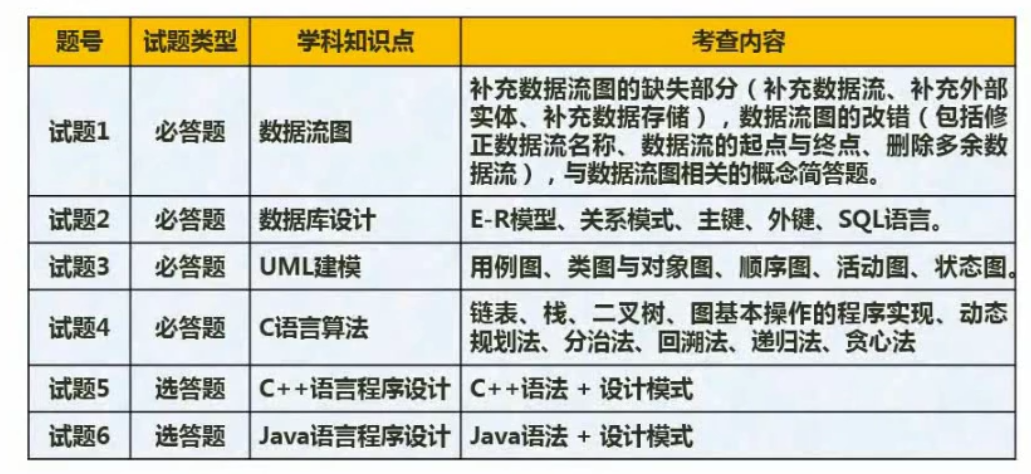 题号 试题类型 学科知识点 考查内容
试题1 必答题 数据流图 补充数据流图的缺失部分（补充数据流、补充外部
实体、补充数据存储），数据流图的改错（包括修
正数据流名称、数据流的起点与终点、删除多余数
据流），与数据流图相关的概念简答题。
试题2 必答题 数据库设计 E-R模型、关系模式、主键、外键、SQL语言。
试题3 必答题 UML建模 用例图、类图与对象图、顺序图、活动图、状态图。
试题4 必答题 C语言算法 链表、栈、二叉树、图基本操作的程序实现、动态
规划法、分治法、回溯法、递归法、贪心法
试题5 选答题 C++语言程序设计 C++语法 + 设计模式
试题6 选答题 Java语言程序设计 Java语法 + 设计模式